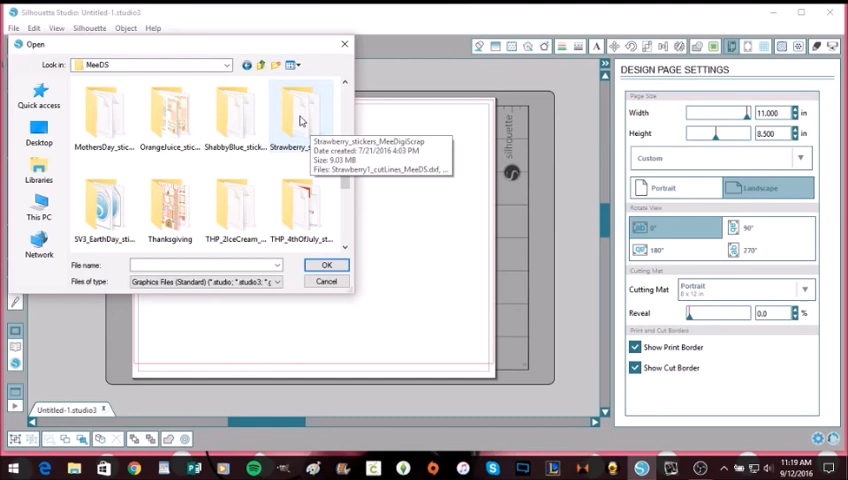 Silhouette Studio: Untitled-1.studio3
File Edit View Silhouette Object Help
Open
Look in: MeeDS
Quick access
Desktop
Libraries
This PC
Network
MothersDay_stic... OrangeJuice_stic... ShabbyBlue_stick... Strawberry_s
Strawberry_stickers_MeeDigiScrap
Date created: 7/21/2016 4:03 PM
Size: 9.03 MB
Files: Strawberry1_cutLines_MeeDS.dxf, ...
SV3_EarthDay_sti... Thanksgiving THP_2IceCream_... THP_4thOfJuly_st...
File name:
OK
Files of type: Graphics Files (Standard) (*.studio; *.studio3; *.g
Cancel
silhouette
DESIGN PAGE SETTINGS
Page Size
Width 11.000 in
Height 8.500 in
Custom
Portrait Landscape
Rotate View
0° 90°
180° 270°
Cutting Mat
Cutting Mat Portrait
8 x 12 in
Reveal 0.0 %
Print and Cut Borders
Show Print Border
Show Cut Border
Untitled-1.studio3
11:19 AM
9/12/2016